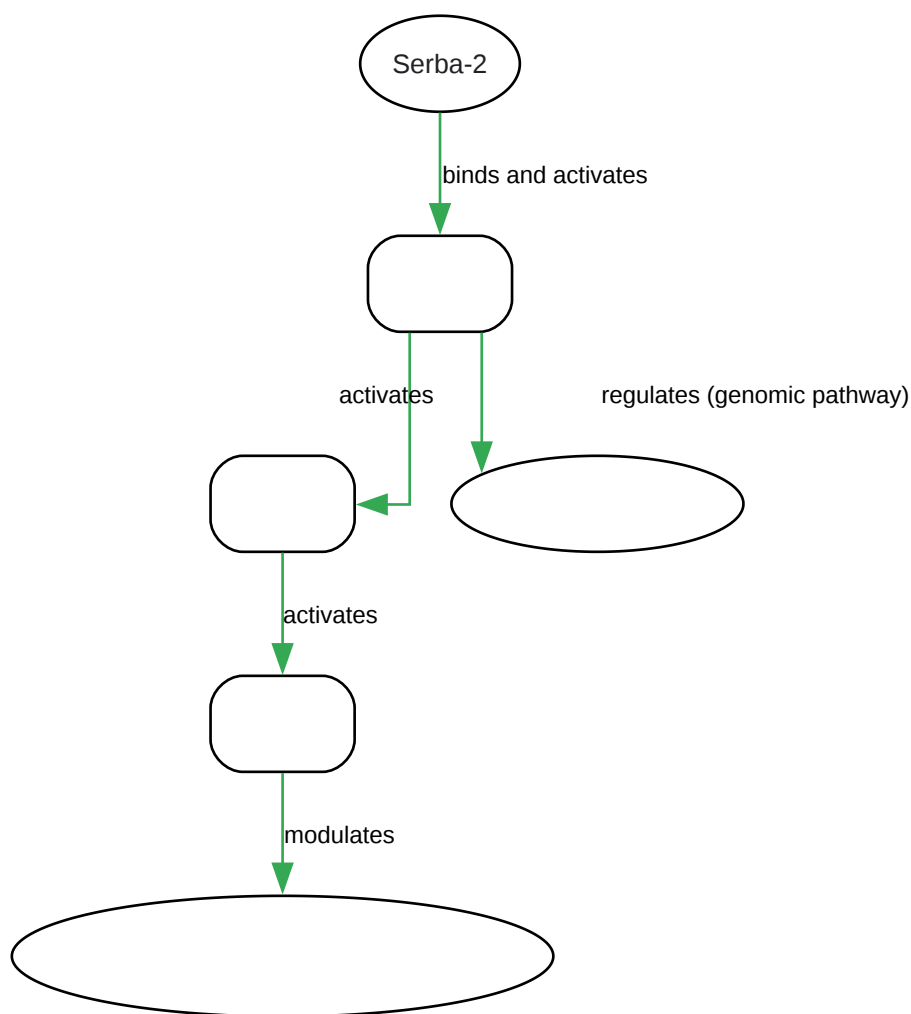 Serba-2
binds and activates
activates
regulates (genomic pathway)
activates
modulates